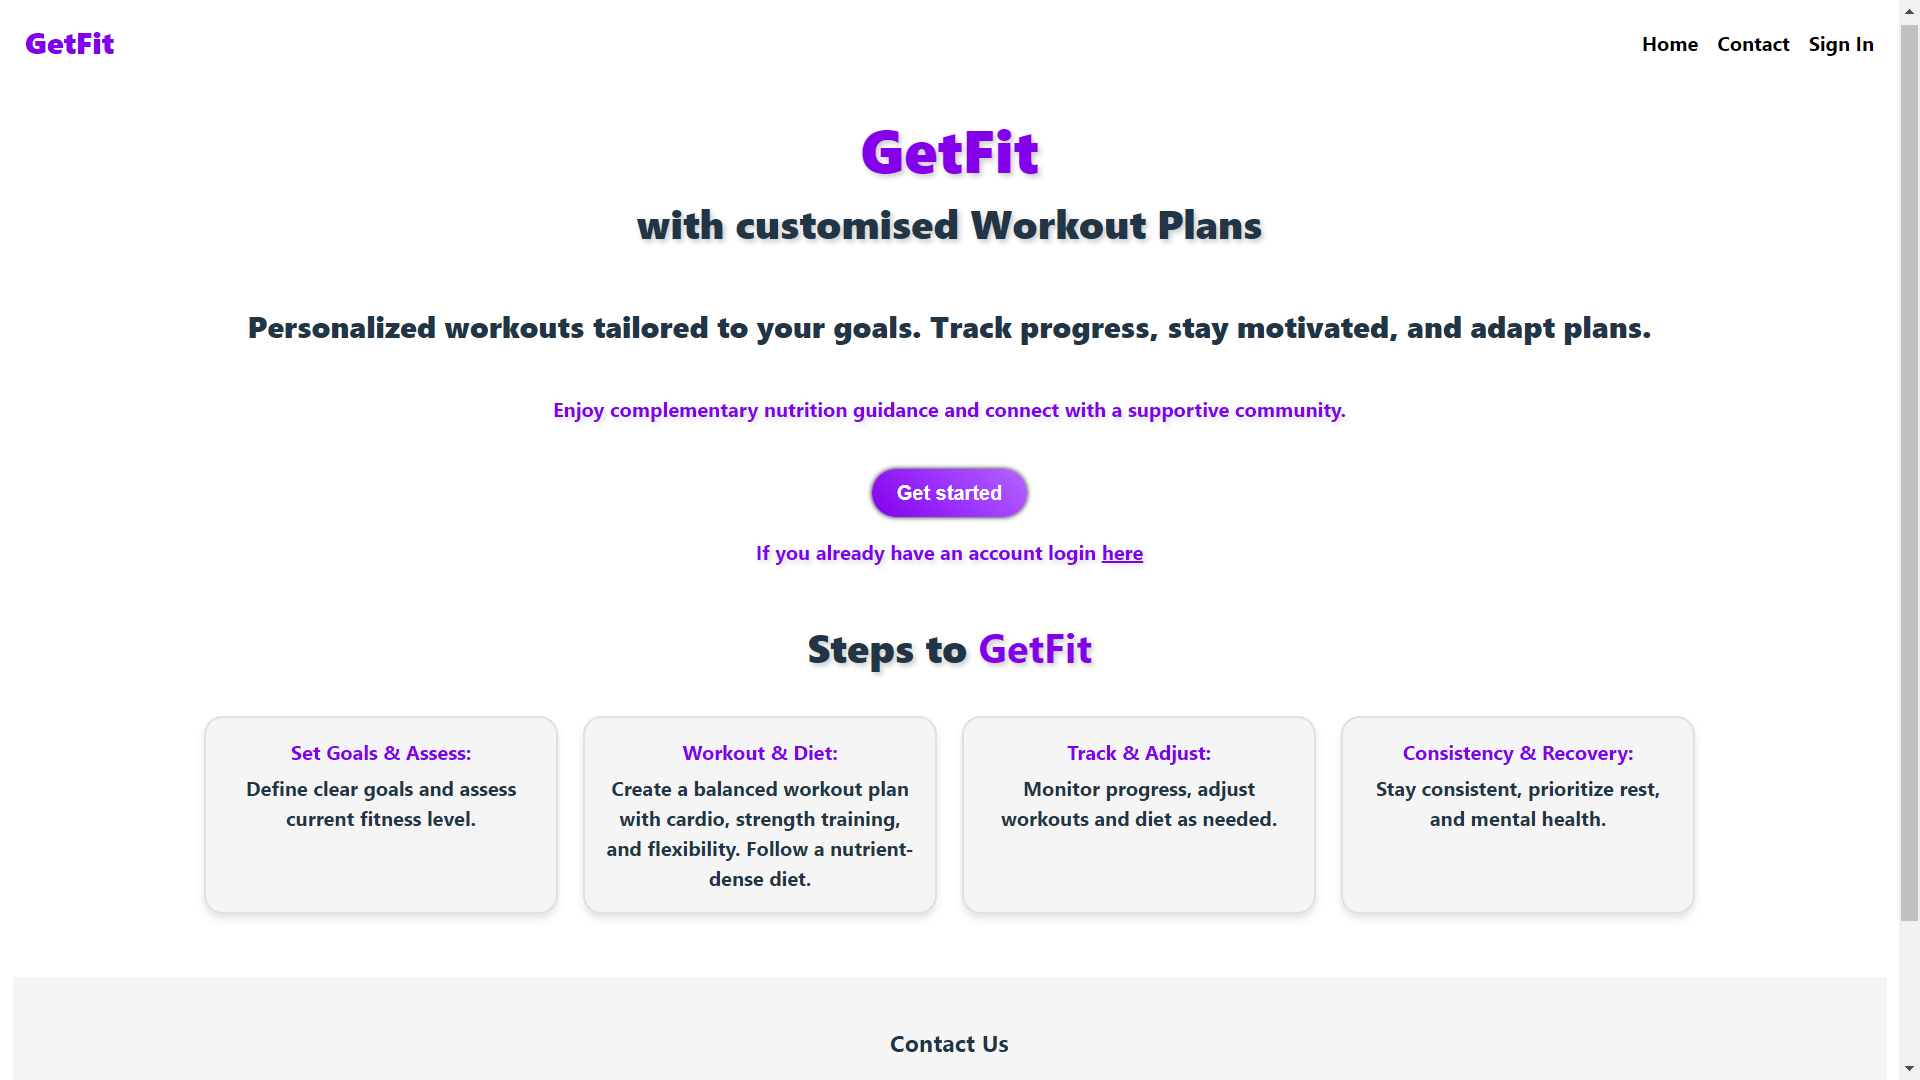 GetFit
Home Contact Sign In
GetFit
with customised Workout Plans
Personalized workouts tailored to your goals. Track progress, stay motivated, and adapt plans.
Enjoy complementary nutrition guidance and connect with a supportive community.
Get started
If you already have an account login here
Steps to GetFit
Set Goals & Assess:
Define clear goals and assess
current fitness level.
Workout & Diet:
Create a balanced workout plan
with cardio, strength training,
and flexibility. Follow a nutrient-
dense diet.
Track & Adjust:
Monitor progress, adjust
workouts and diet as needed.
Consistency & Recovery:
Stay consistent, prioritize rest,
and mental health.
Contact Us